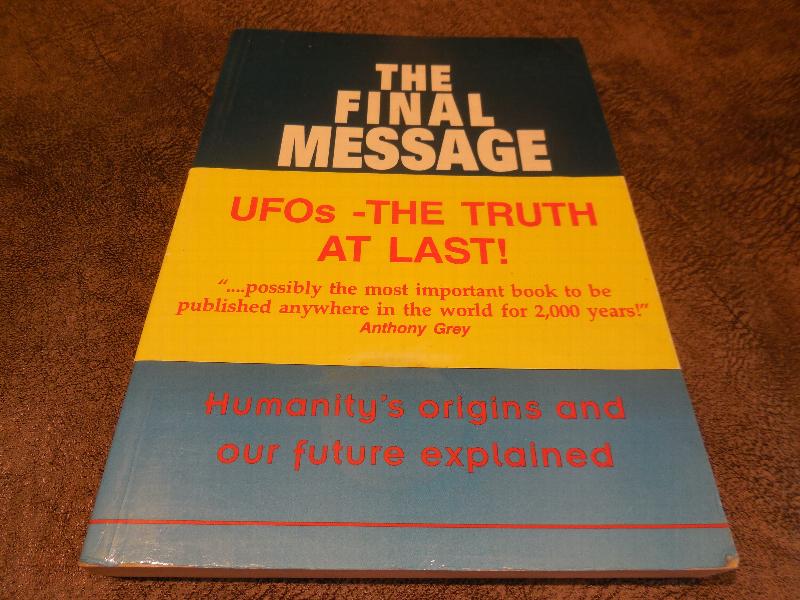 THE
FINAL
MESSAGE
UFOs -THE TRUTH
AT LAST!
"....possibly the most important book to be
published anywhere in the world for 2,000 years!"
Anthony Grey
Humanity's origins and
our future explained